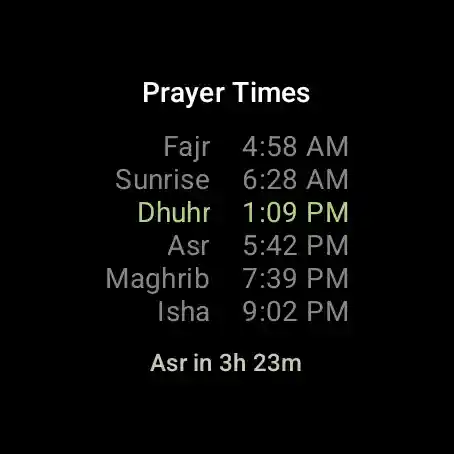 Prayer Times
Fajr 4:58 AM
Sunrise 6:28 AM
Dhuhr 1:09 PM
Asr 5:42 PM
Maghrib 7:39 PM
Isha 9:02 PM
Asr in 3h 23m